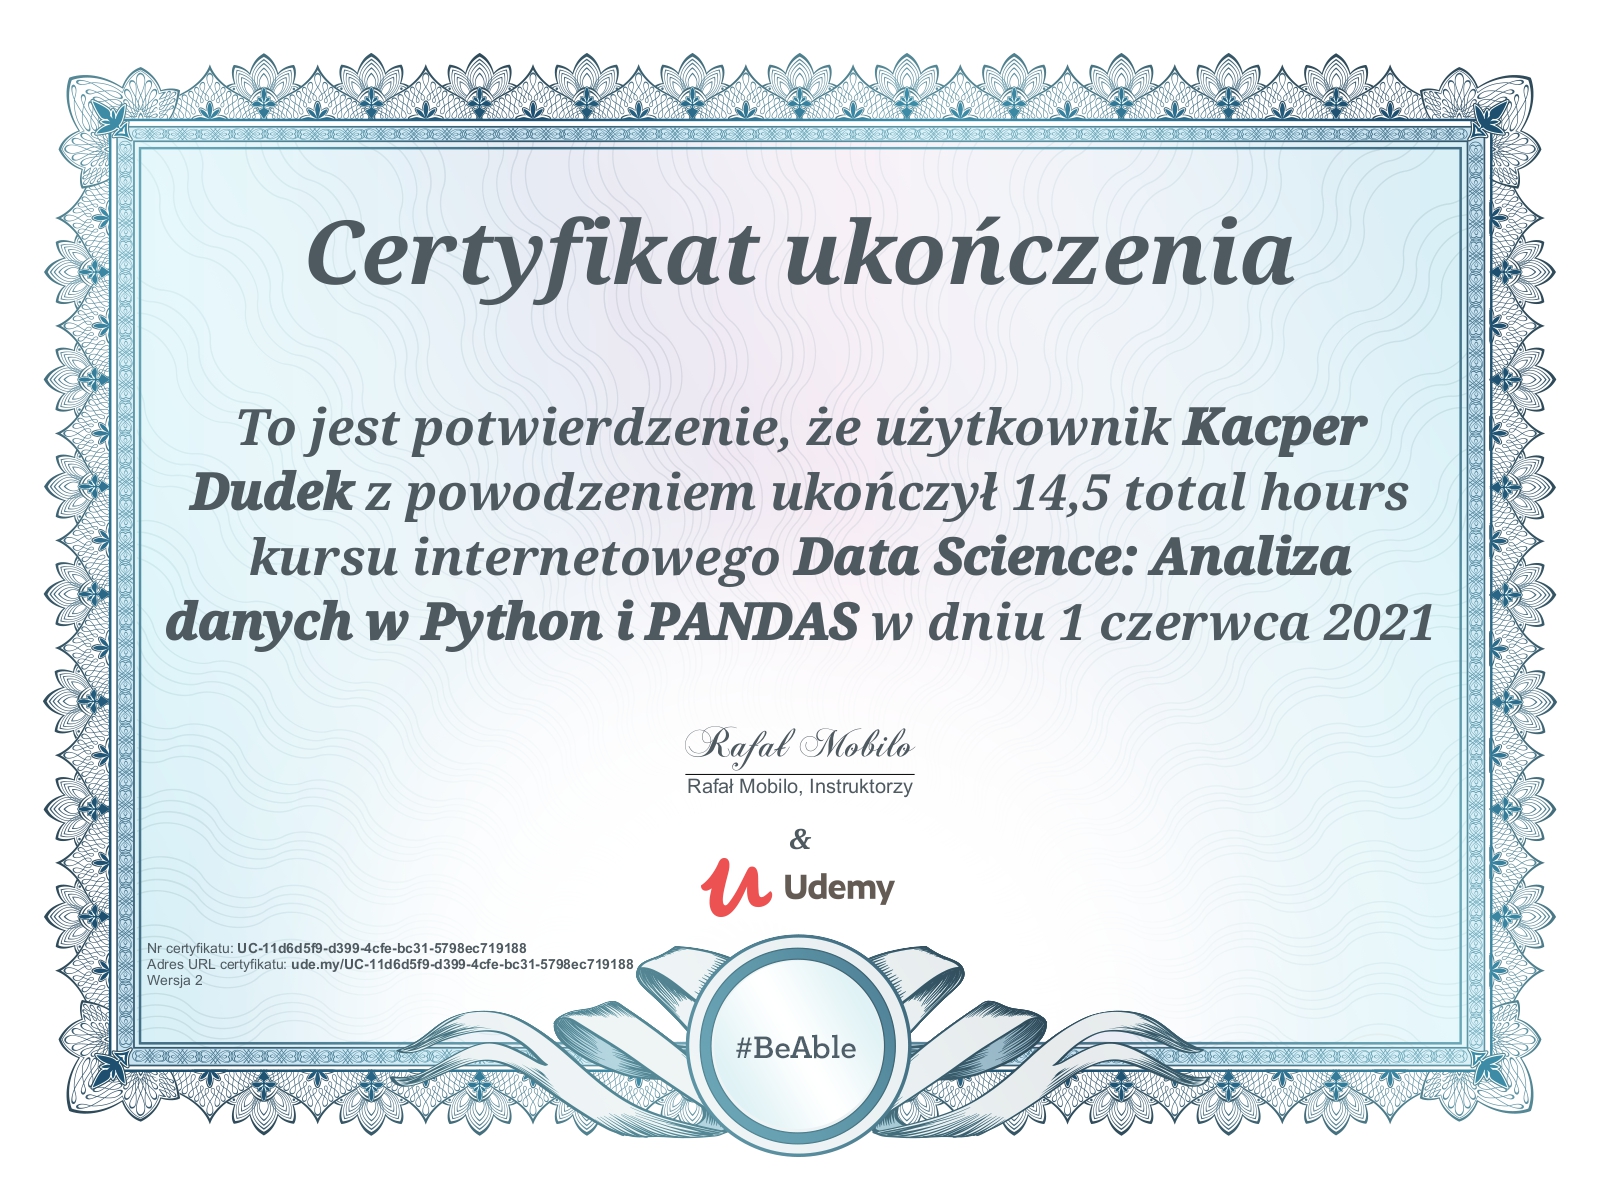 Certyfikat ukończenia
To jest potwierdzenie, że użytkownik Kacper
Dudek z powodzeniem ukończył 14,5 total hours
kursu internetowego Data Science: Analiza
danych w Python i PANDAS w dniu 1 czerwca 2021
Rafał Mobilo
Rafał Mobilo, Instruktorzy
&
Udemy
Nr certyfikatu: UC-11d6d5f9-d399-4cfe-bc31-5798ec719188
Adres URL certyfikatu: ude.my/UC-11d6d5f9-d399-4cfe-bc31-5798ec719188
Wersja 2
#BeAble